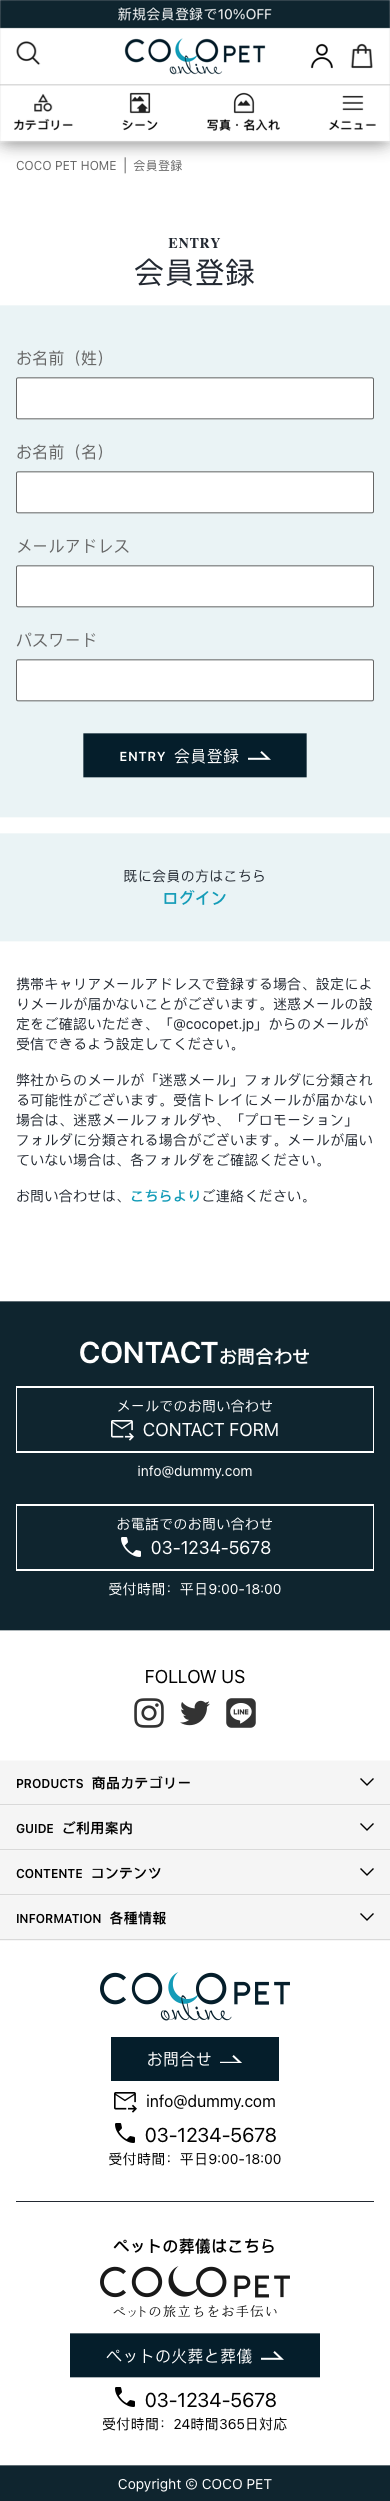 新規会員登録で10%OFF
COCO PET
online
カテゴリー シーン 写真・名入れ メニュー
COCO PET HOME | 会員登録
ENTRY
会員登録
お名前（姓）
お名前（名）
メールアドレス
パスワード
ENTRY 会員登録
既に会員の方はこちら
ログイン
携帯キャリアメールアドレスで登録する場合、設定によ
りメールが届かないことがございます。迷惑メールの設
定をご確認いただき、「@cocopet.jp」からのメールが
受信できるよう設定してください。
弊社からのメールが「迷惑メール」フォルダに分類され
る可能性がございます。受信トレイにメールが届かない
場合は、迷惑メールフォルダや、「プロモーション」
フォルダに分類される場合がございます。メールが届い
ていない場合は、各フォルダをご確認ください。
お問い合わせは、こちらよりご連絡ください。
CONTACTお問合わせ
メールでのお問い合わせ
CONTACT FORM
info@dummy.com
お電話でのお問い合わせ
03-1234-5678
受付時間：平日9:00-18:00
FOLLOW US
LINE
PRODUCTS 商品カテゴリー
GUIDE ご利用案内
CONTENTE コンテンツ
INFORMATION 各種情報
COCO PET
online
お問合せ
info@dummy.com
03-1234-5678
受付時間：平日9:00-18:00
ペットの葬儀はこちら
COCO PET
ペットの旅立ちをお手伝い
ペットの火葬と葬儀
03-1234-5678
受付時間：24時間365日対応
Copyright © COCO PET